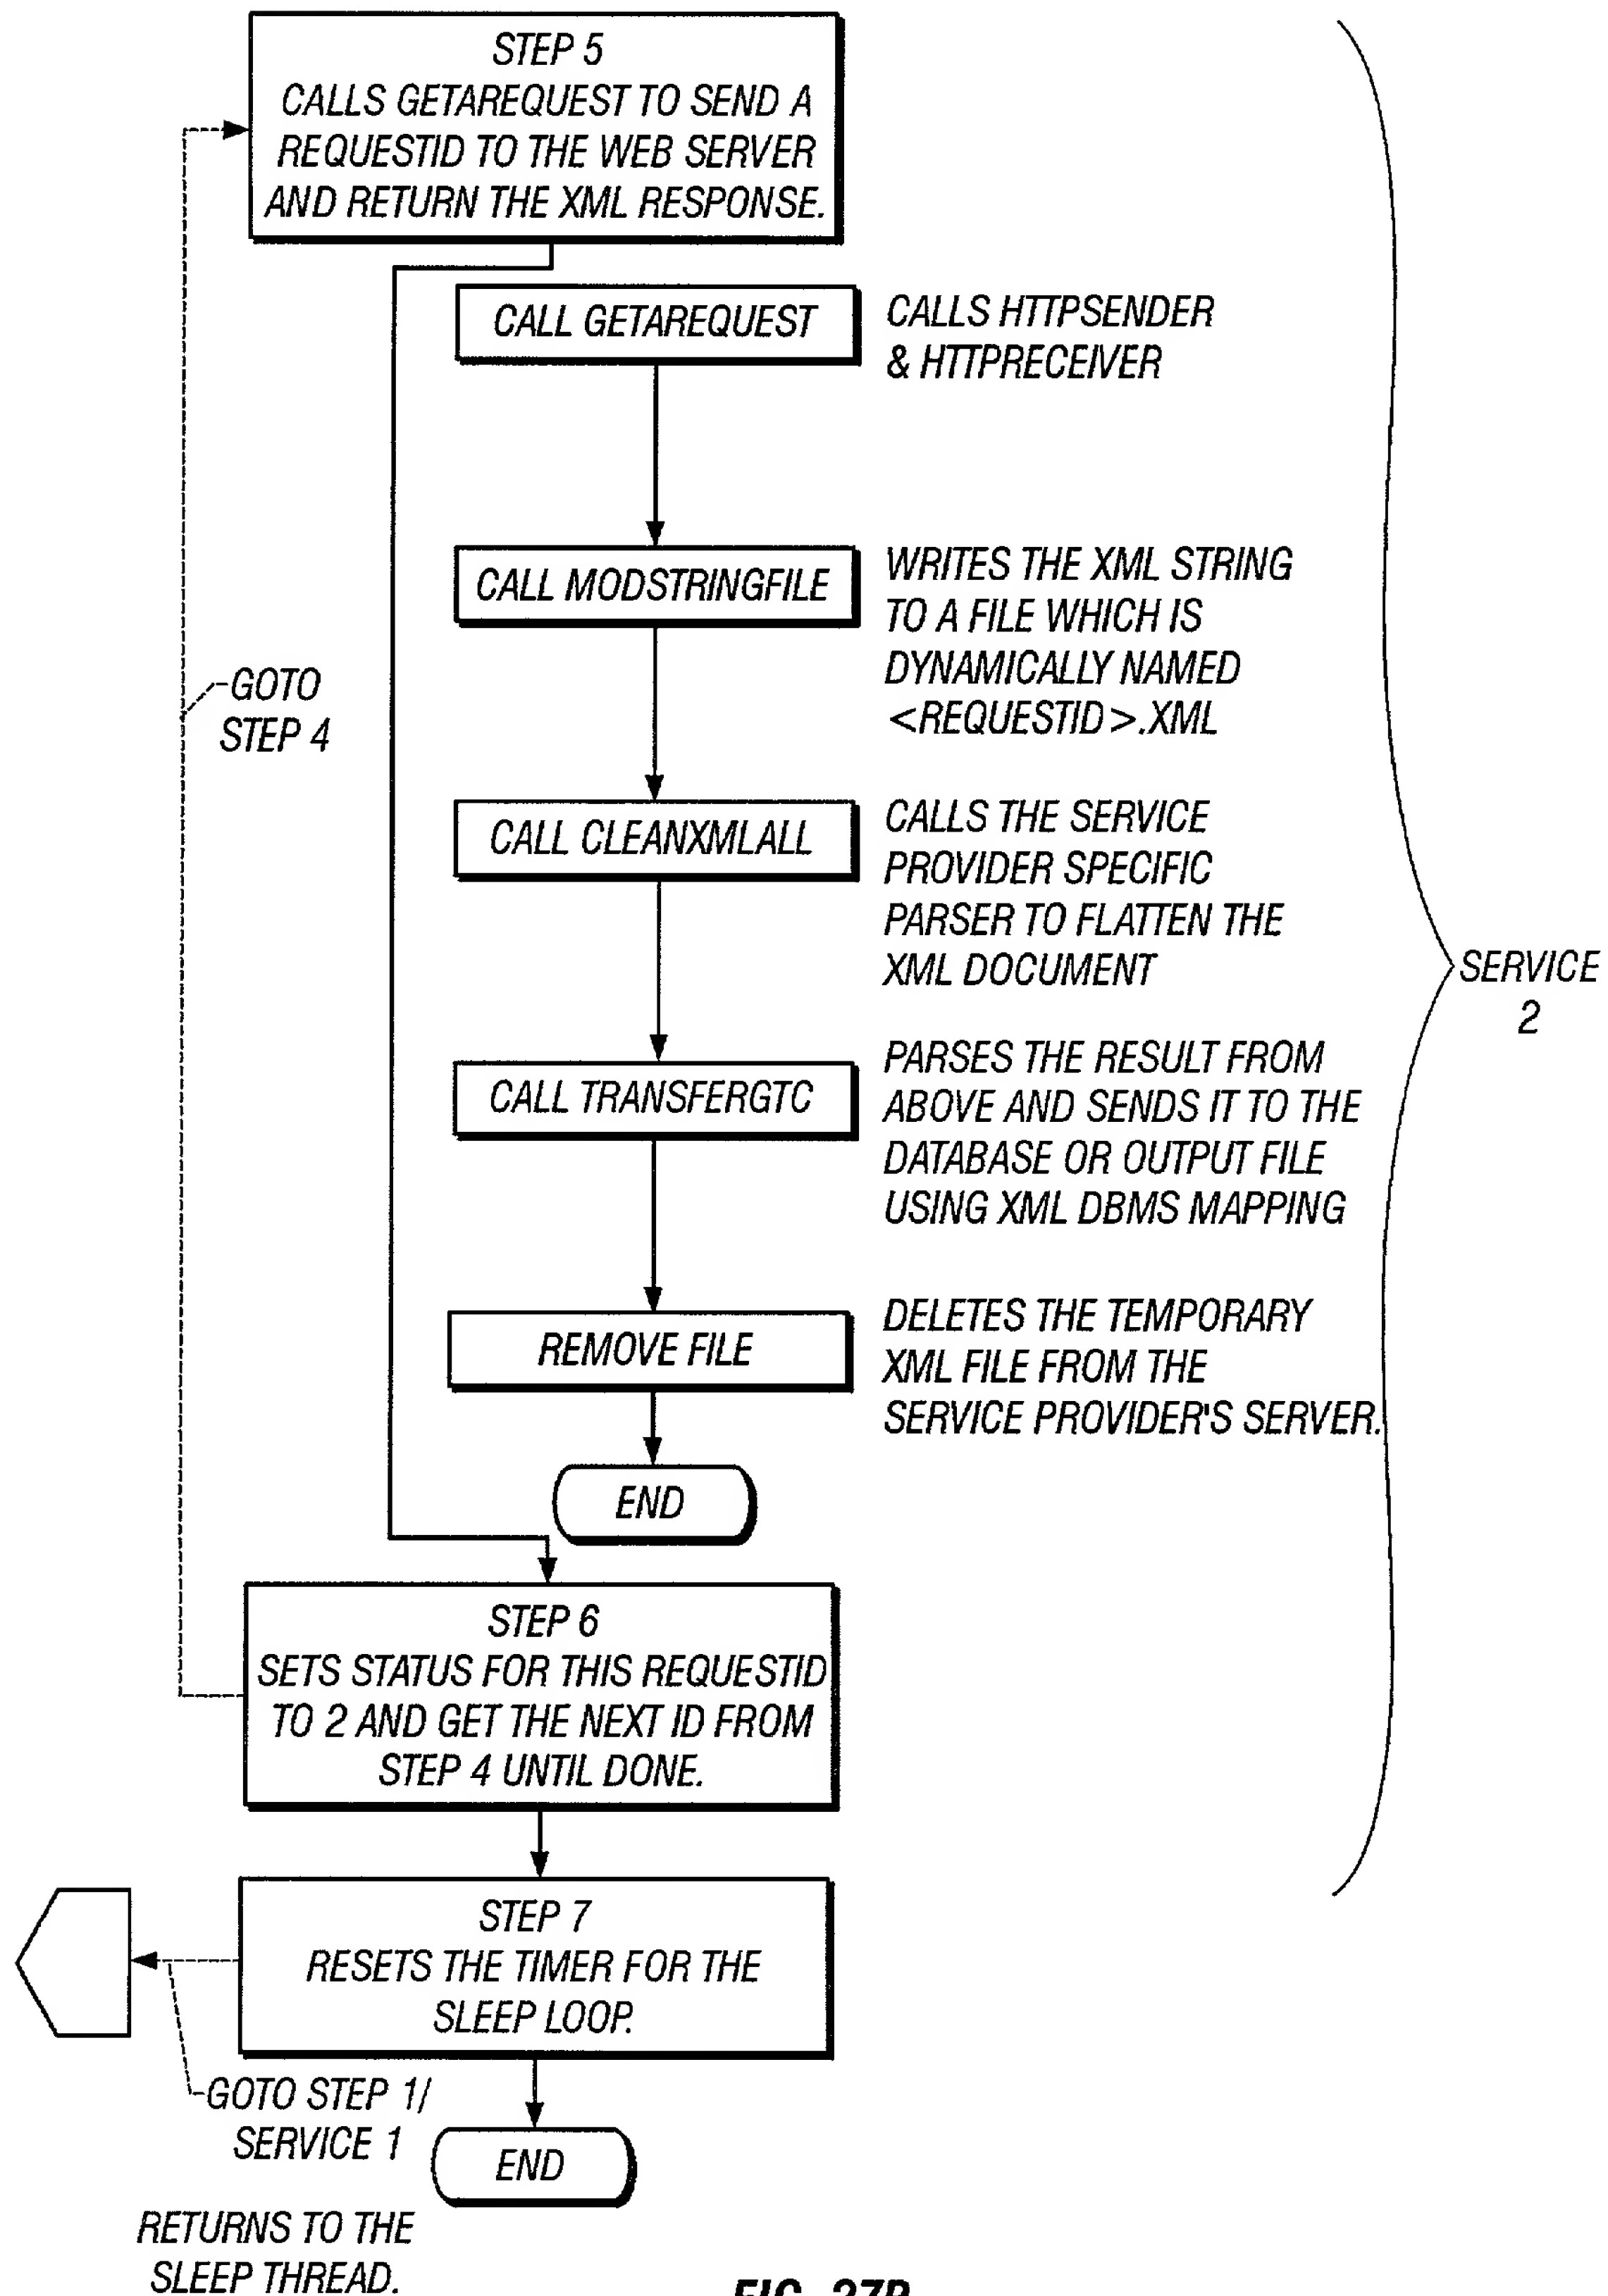 STEP 5
CALLS GETAREQUEST TO SEND A
REQUESTID TO THE WEB SERVER
AND RETURN THE XML RESPONSE.
CALL GETAREQUEST
CALLS HTTPSENDER
& HTTPRECEIVER
CALL MODSTRINGFILE
WRITES THE XML STRING
TO A FILE WHICH IS
DYNAMICALLY NAMED
<REQUESTID>.XML
GOTO
STEP 4
CALL CLEANXMLALL
CALLS THE SERVICE
PROVIDER SPECIFIC
PARSER TO FLATTEN THE
XML DOCUMENT
SERVICE
2
CALL TRANSFERGTC
PARSES THE RESULT FROM
ABOVE AND SENDS IT TO THE
DATABASE OR OUTPUT FILE
USING XML DBMS MAPPING
REMOVE FILE
DELETES THE TEMPORARY
XML FILE FROM THE
SERVICE PROVIDER'S SERVER.
END
STEP 6
SETS STATUS FOR THIS REQUESTID
TO 2 AND GET THE NEXT ID FROM
STEP 4 UNTIL DONE.
STEP 7
RESETS THE TIMER FOR THE
SLEEP LOOP.
GOTO STEP 1/
SERVICE 1
END
RETURNS TO THE
SLEEP THREAD.
FIG. 27B